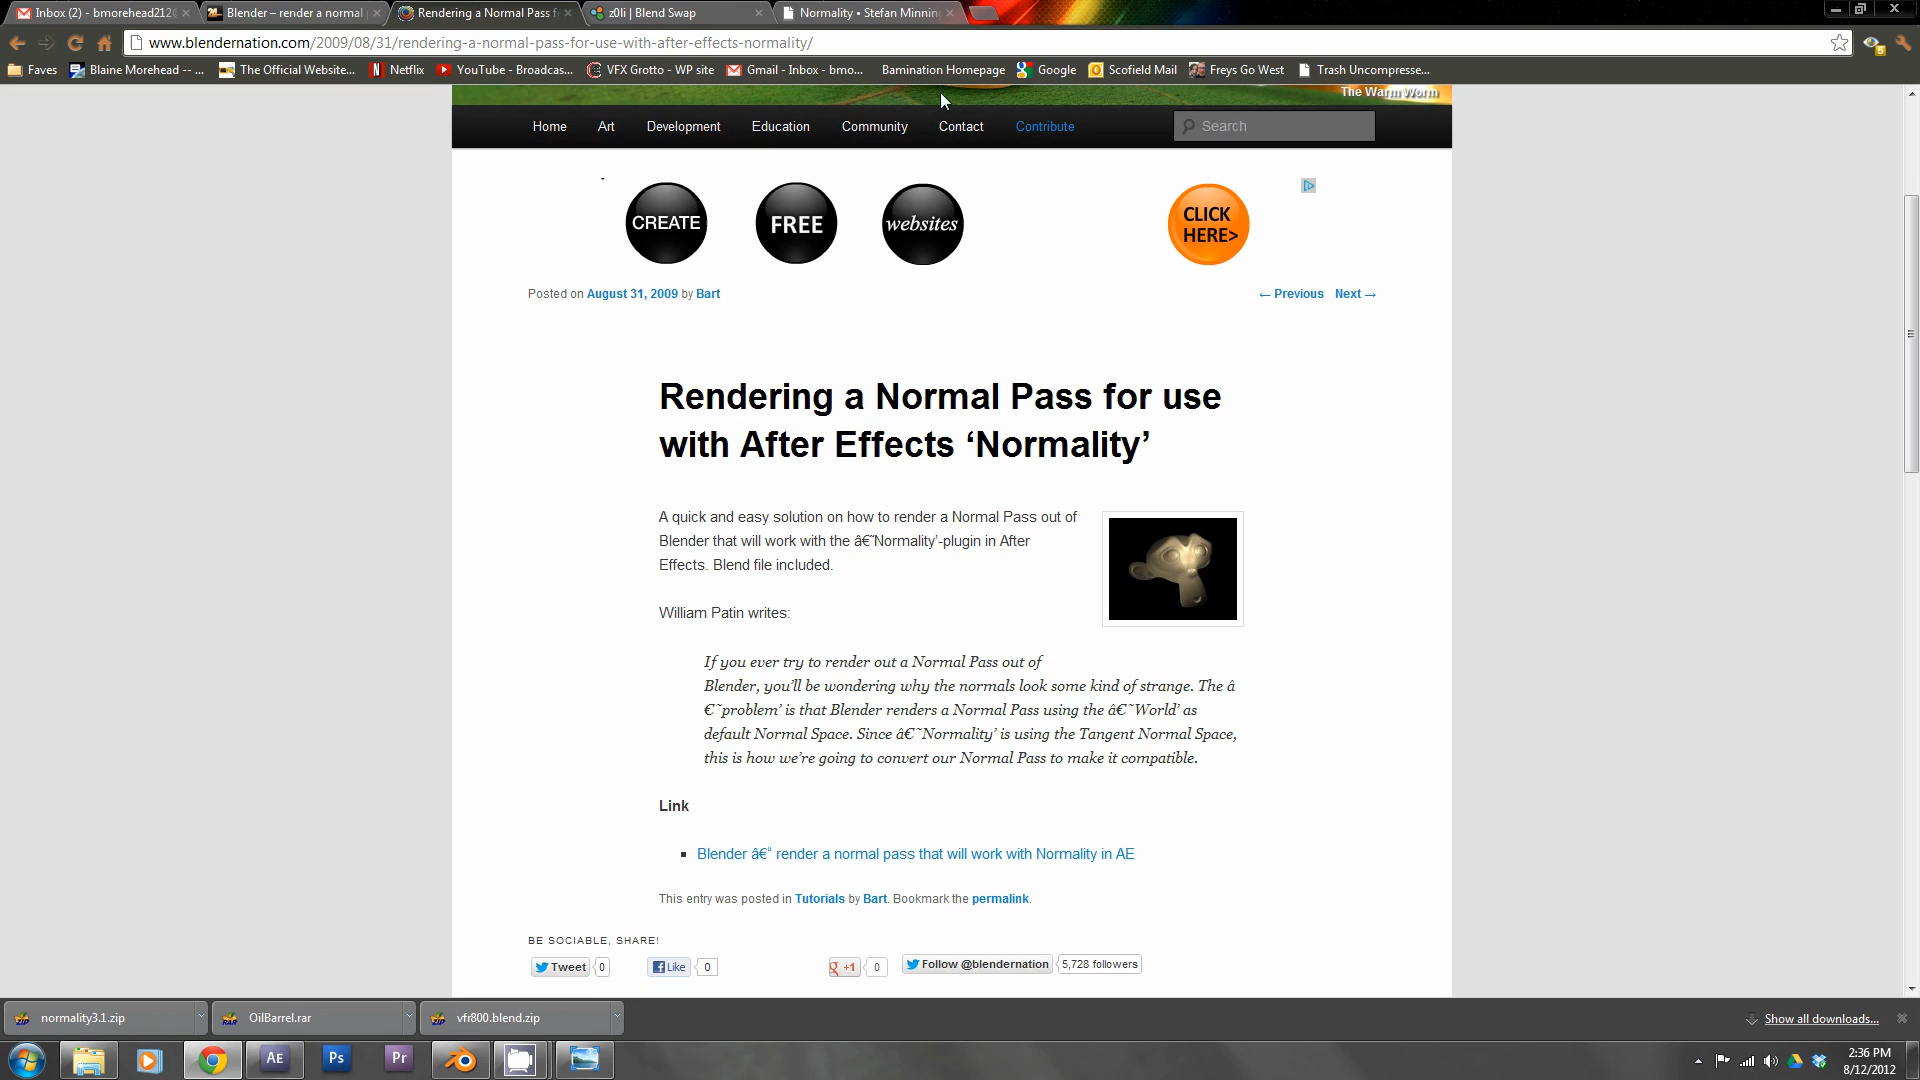 Inbox (2) - bmorehead212@
Blender – render a normal
Rendering a Normal Pass f
z0li | Blend Swap
Normality • Stefan Minning
www.blendernation.com/2009/08/31/rendering-a-normal-pass-for-use-with-after-effects-normality/
5
Faves
Blaine Morehead -- ...
The Official Website...
Netflix
YouTube - Broadcas...
VFX Grotto - WP site
Gmail - Inbox - bmo...
Bamination Homepage
Google
Scofield Mail
Freys Go West
Trash Uncompresse...
The Warm Worm
Home
Art
Development
Education
Community
Contact
Contribute
Search
CREATE
FREE
websites
CLICK
HERE>
Posted on August 31, 2009 by Bart
← Previous Next →
Rendering a Normal Pass for use
with After Effects ‘Normality’
A quick and easy solution on how to render a Normal Pass out of
Blender that will work with the â€˜Normality’-plugin in After
Effects. Blend file included.
William Patin writes:
If you ever try to render out a Normal Pass out of
Blender, you’ll be wondering why the normals look some kind of strange. The â
€˜problem’ is that Blender renders a Normal Pass using the â€˜World’ as
default Normal Space. Since â€˜Normality’ is using the Tangent Normal Space,
this is how we’re going to convert our Normal Pass to make it compatible.
Link
Blender â€“ render a normal pass that will work with Normality in AE
This entry was posted in Tutorials by Bart. Bookmark the permalink.
BE SOCIABLE, SHARE!
Tweet
0
Like
0
g +1
0
Follow @blendernation
5,728 followers
normality3.1.zip
OilBarrel.rar
vfr800.blend.zip
Show all downloads...
AE
Ps
Pr
2:36 PM
8/12/2012